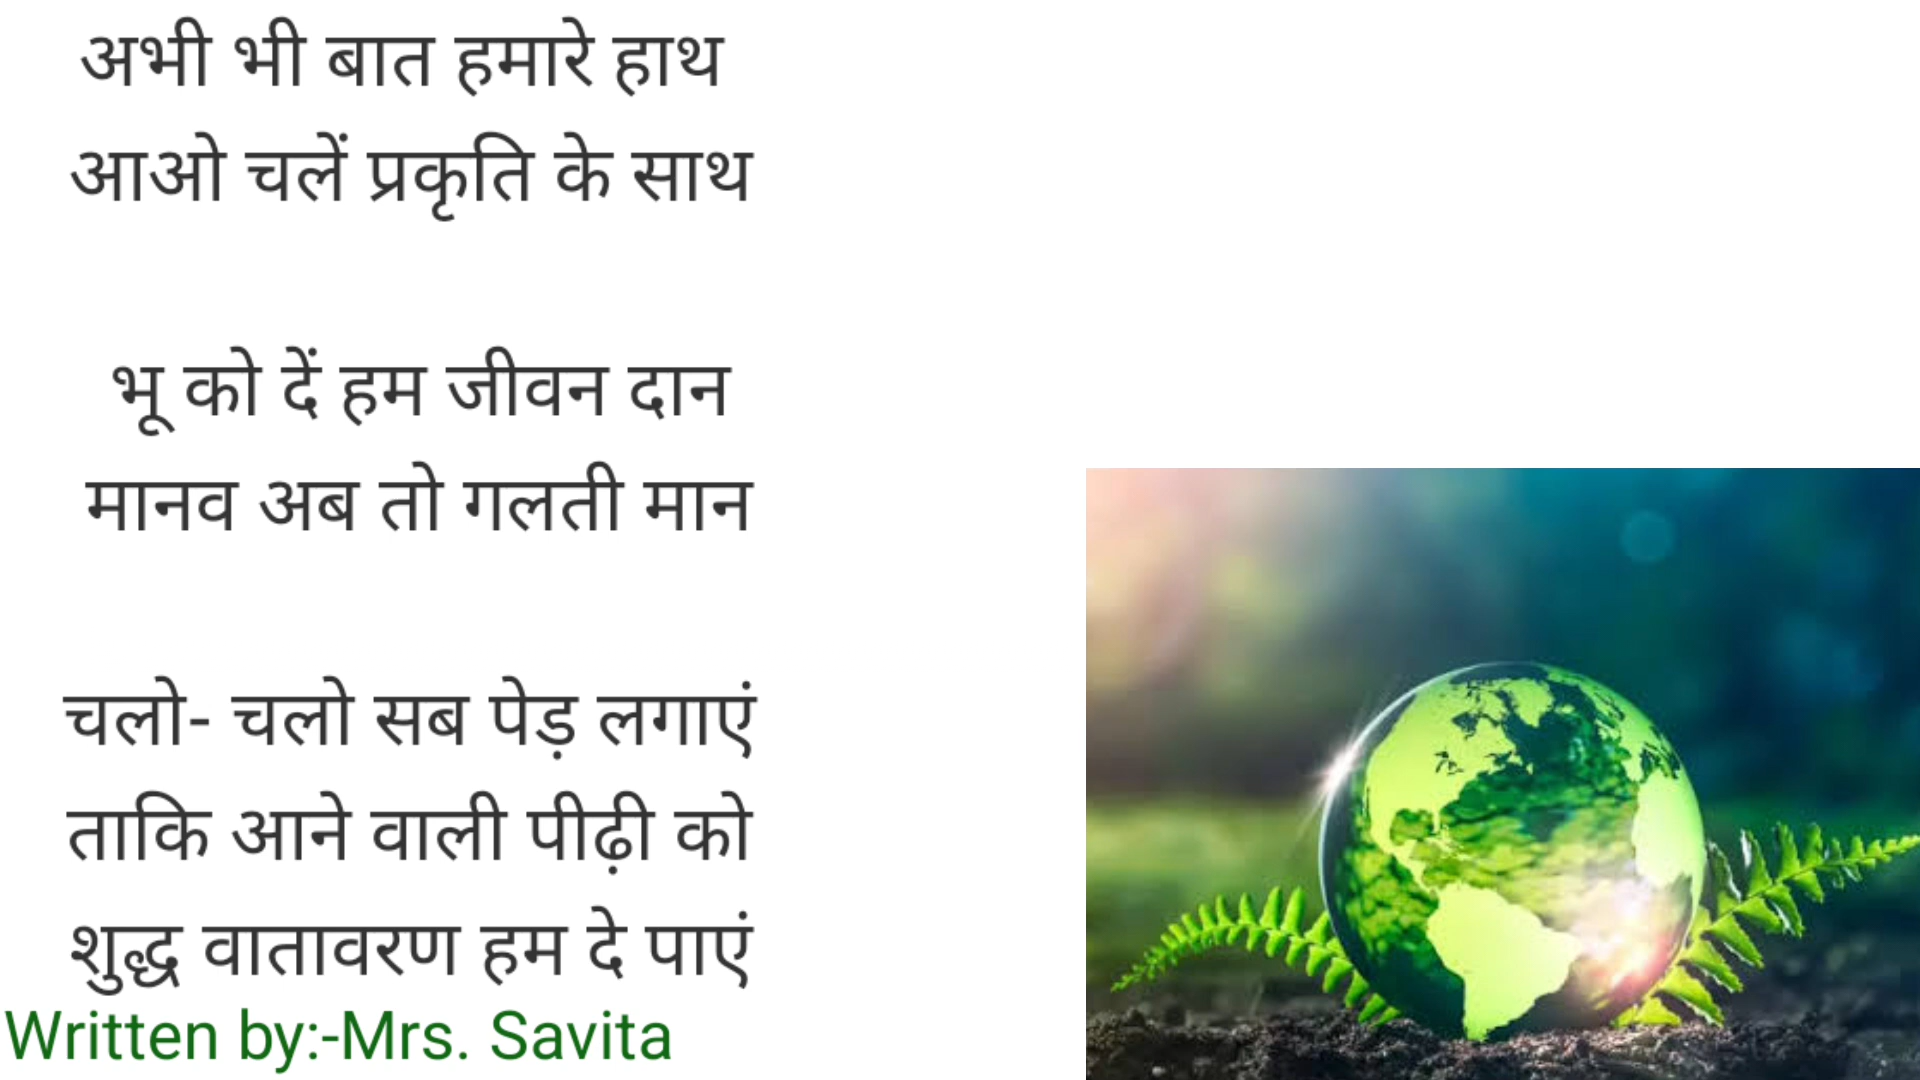 अभी भी बात हमारे हाथ
आओ चलें प्रकृति के साथ
भू को दें हम जीवन दान
मानव अब तो गलती मान
चलो- चलो सब पेड़ लगाएं
ताकि आने वाली पीढ़ी को
शुद्ध वातावरण हम दे पाएं
Written by:-Mrs. Savita